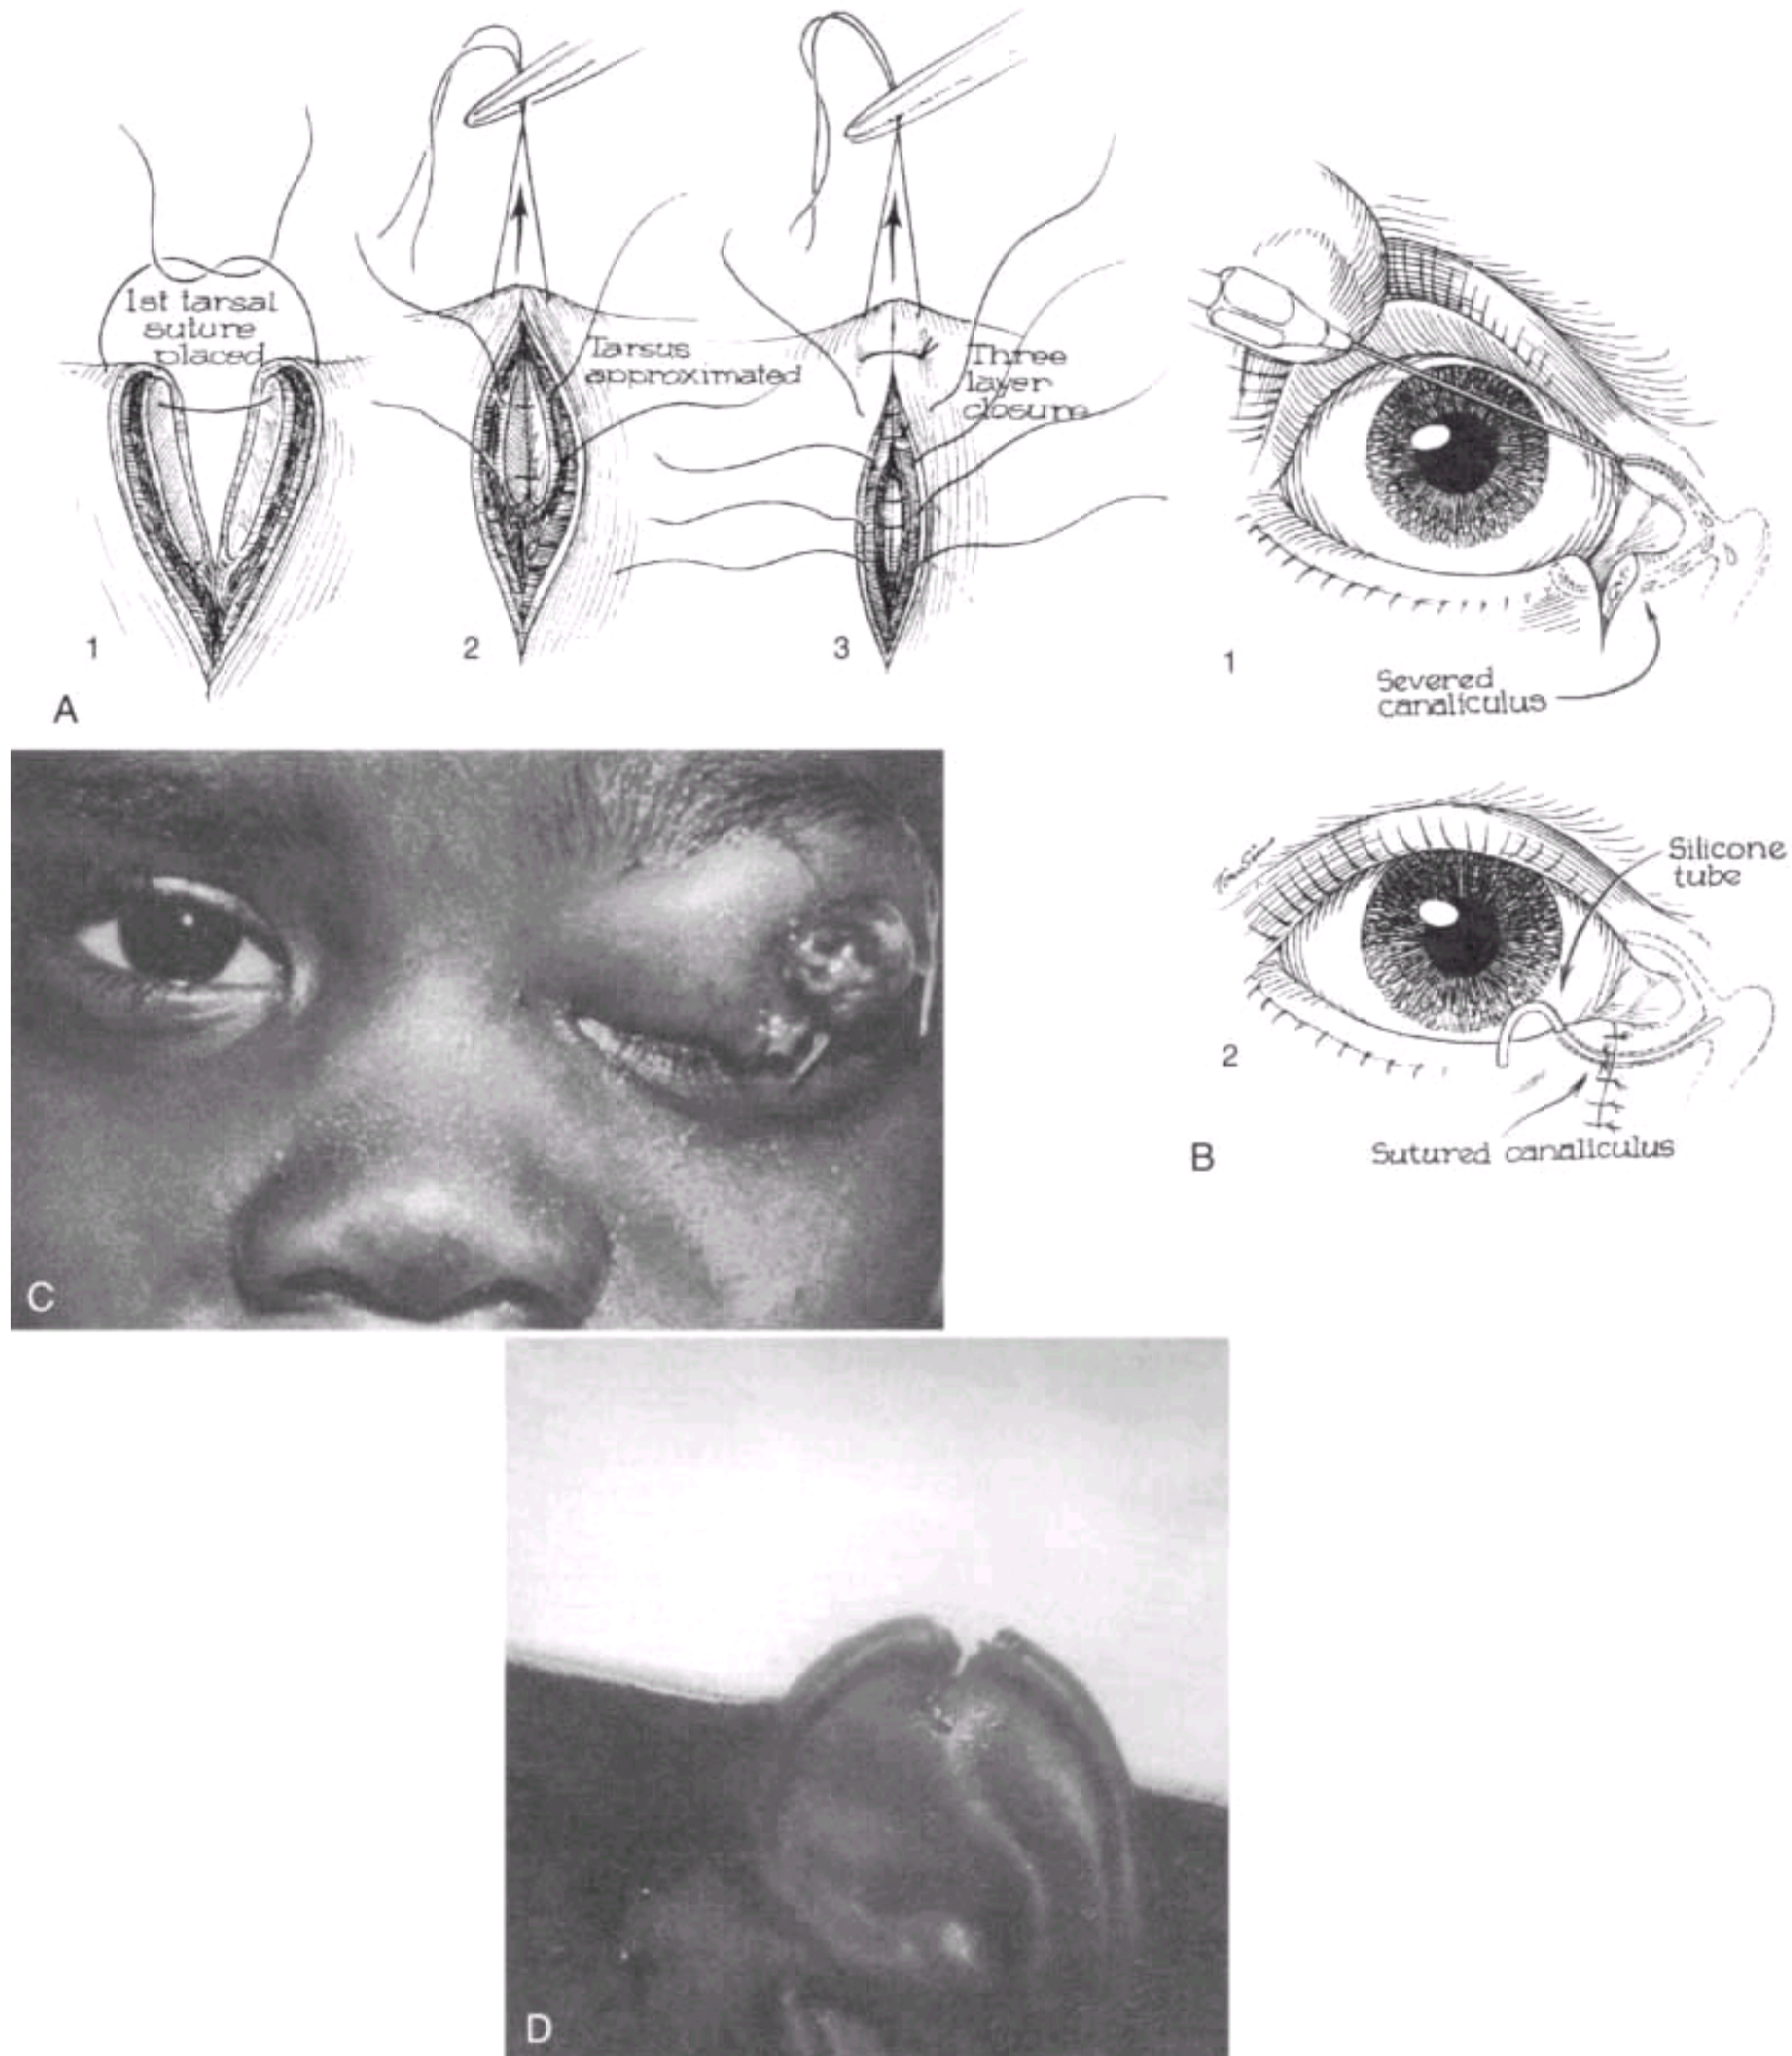 1st tarsal
suture
placed
Tarsus
approximated
Three
layer
closure
1
2
3
A
1
Severed
canaliculus
Silicone
tube
2
B
Sutured canaliculus
C
D